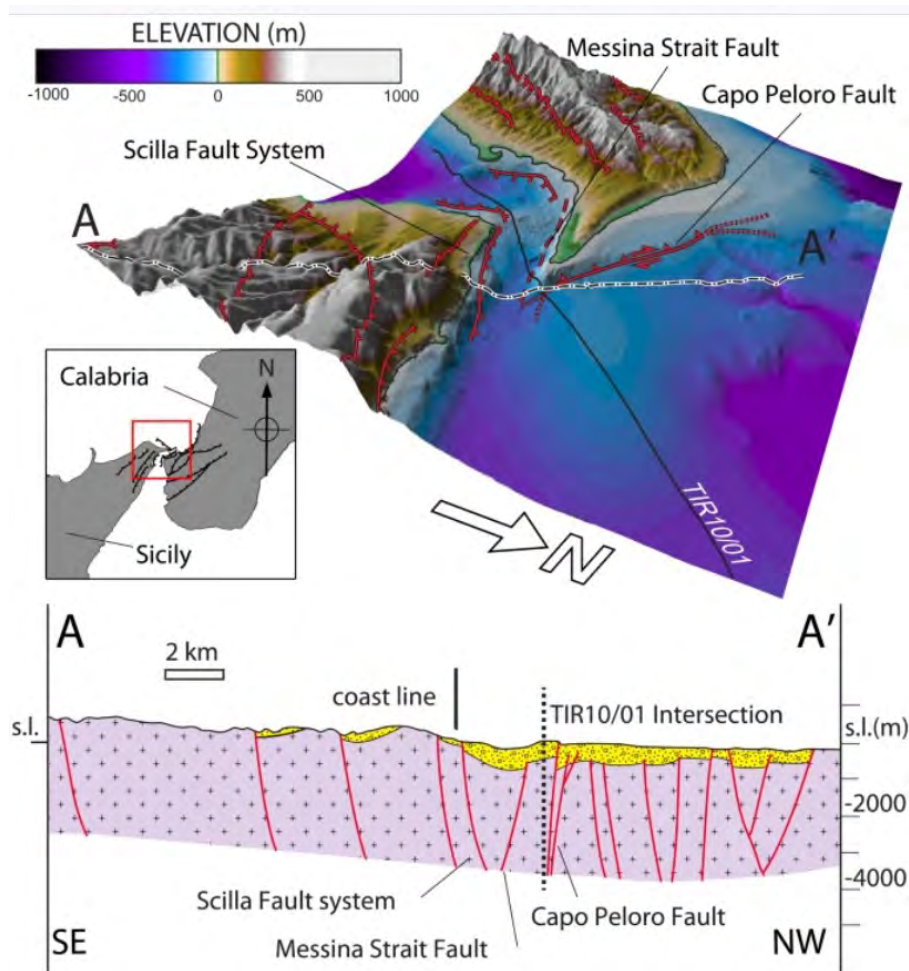 ELEVATION (m)
-1000 -500 0 500 1000
Messina Strait Fault
Capo Peloro Fault
Scilla Fault System
A
A'
Calabria
N
Sicily
N
TIR10/01
A
A'
2 km
coast line
TIR10/01 Intersection
s.l.
s.l.(m)
-2000
-4000
Scilla Fault system
Capo Peloro Fault
Messina Strait Fault
SE
NW